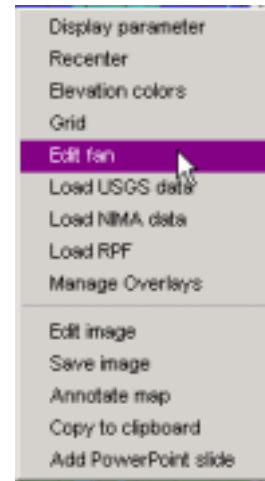 Display parameter
Recenter
Elevation colors
Grid
Edit fan
Load USGS data
Load NIMA data
Load RPF
Manage Overlays
Edit image
Save image
Annotate map
Copy to clipboard
Add PowerPoint slide